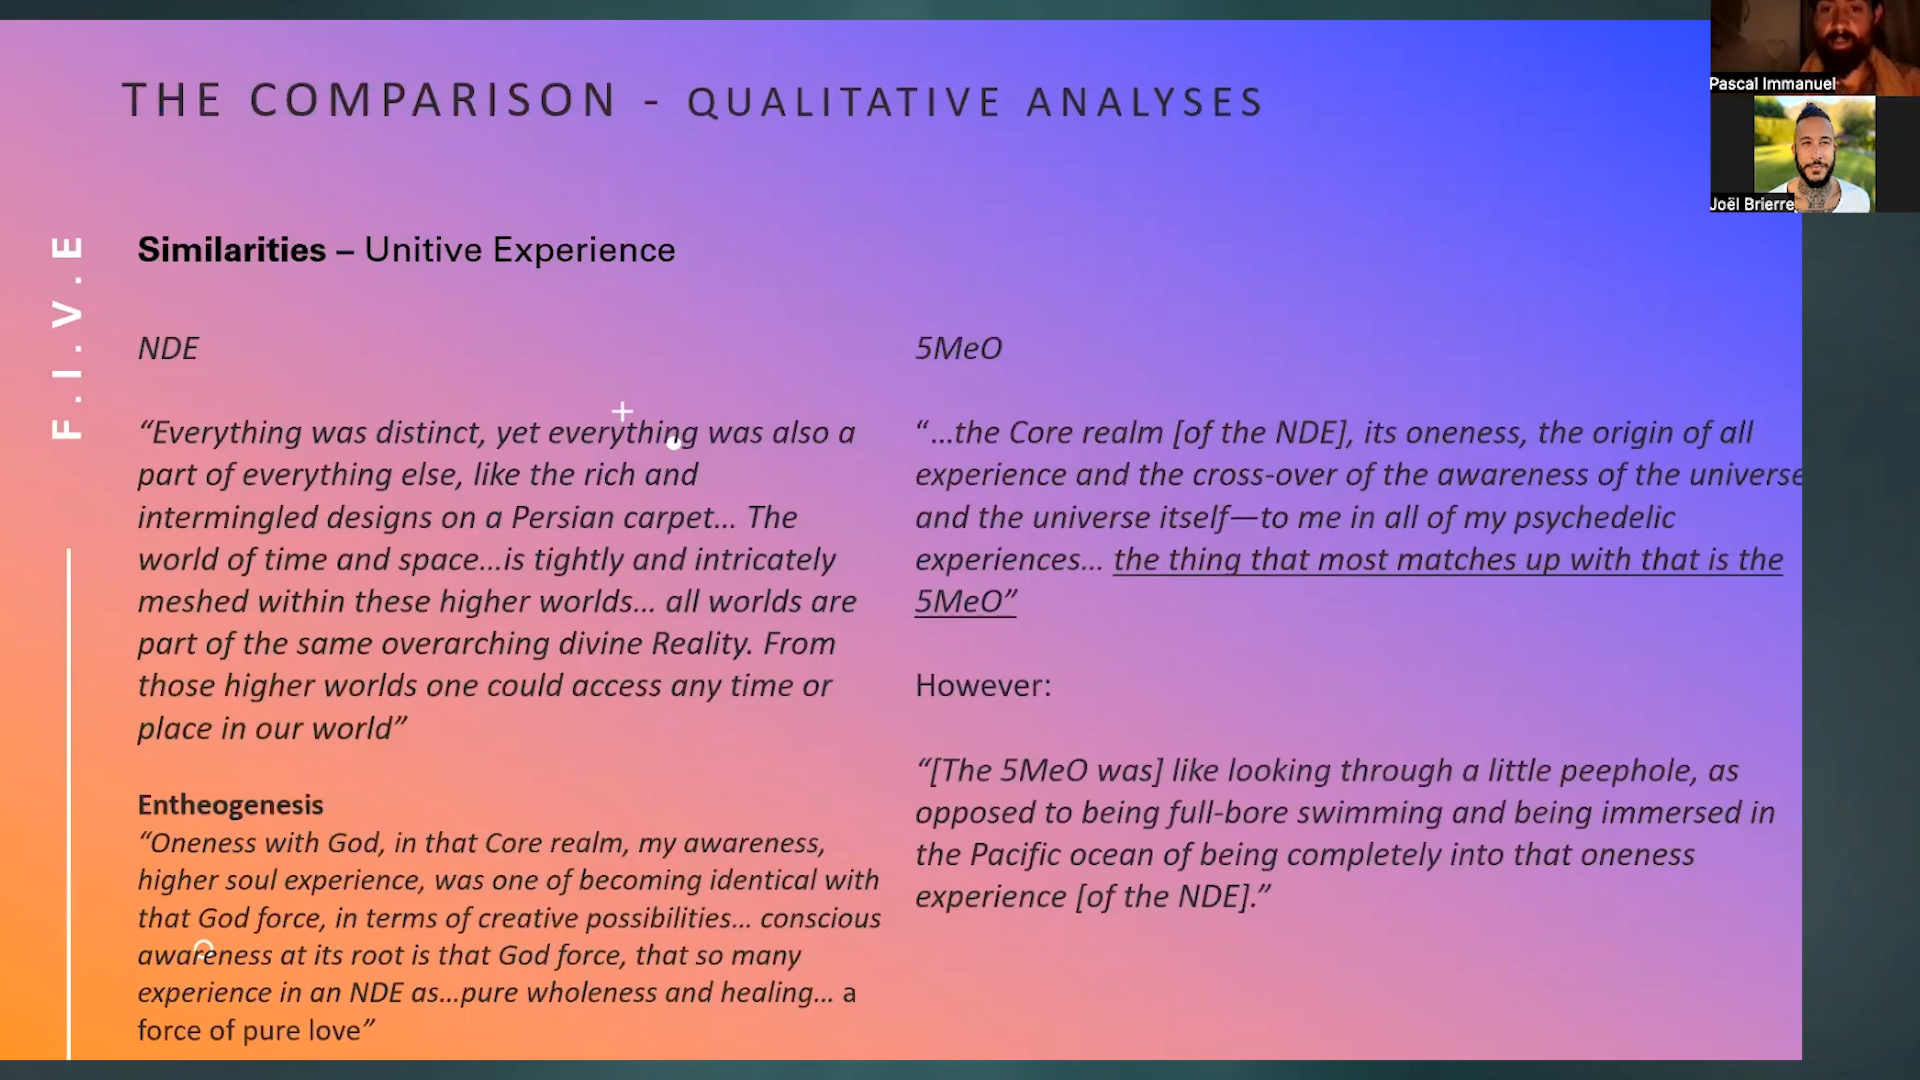 THE COMPARISON - QUALITATIVE ANALYSES
Pascal Immanuel
Joël Brierre
F.I.V.E
Similarities – Unitive Experience
NDE
“Everything was distinct, yet everything was also a
part of everything else, like the rich and
intermingled designs on a Persian carpet... The
world of time and space...is tightly and intricately
meshed within these higher worlds... all worlds are
part of the same overarching divine Reality. From
those higher worlds one could access any time or
place in our world”
Entheogenesis
“Oneness with God, in that Core realm, my awareness,
higher soul experience, was one of becoming identical with
that God force, in terms of creative possibilities... conscious
awareness at its root is that God force, that so many
experience in an NDE as...pure wholeness and healing... a
force of pure love”
5MeO
“...the Core realm [of the NDE], its oneness, the origin of all
experience and the cross-over of the awareness of the universe
and the universe itself—to me in all of my psychedelic
experiences... the thing that most matches up with that is the
5MeO”
However:
“[The 5MeO was] like looking through a little peephole, as
opposed to being full-bore swimming and being immersed in
the Pacific ocean of being completely into that oneness
experience [of the NDE].”